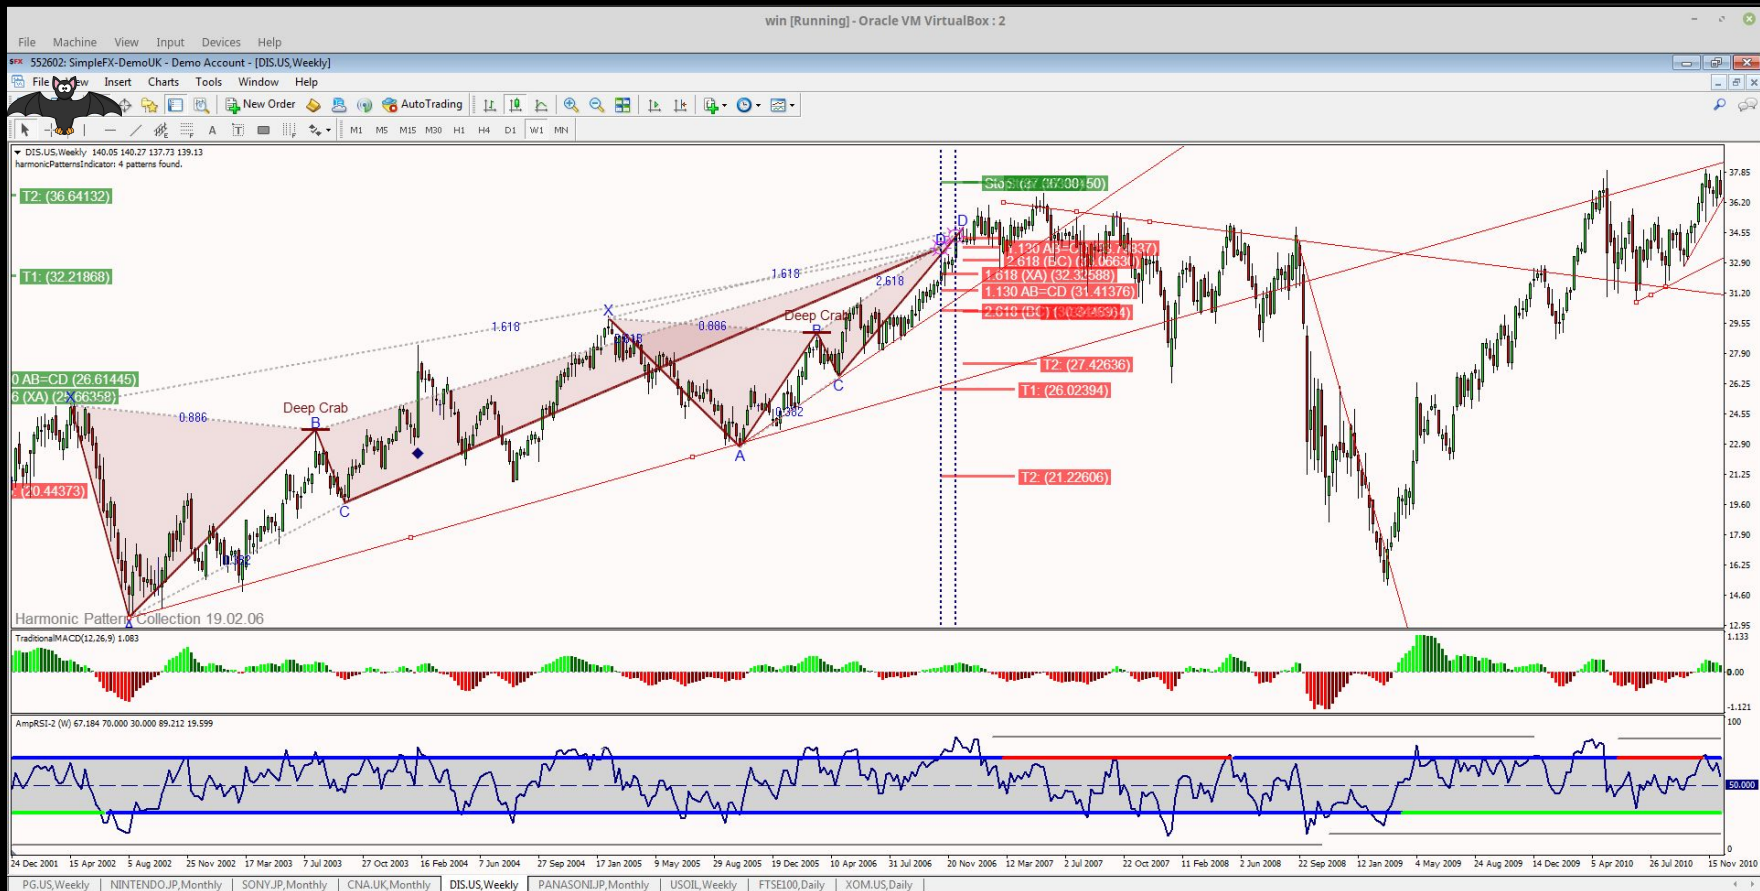 win [Running] - Oracle VM VirtualBox : 2
File Machine View Input Devices Help
552602: SimpleFX-DemoUK - Demo Account - [DIS.US,Weekly]
File Insert Charts Tools Window Help
New Order AutoTrading
A T M1 M5 M15 M30 H1 H4 D1 W1 MN
DIS.US,Weekly 140.05 140.27 137.73 139.13
harmonicPatternsIndicator: 4 patterns found.
T2: (36.64132)
T1: (32.21868)
0 AB=CD (26.61445)
(20.44373)
X
0.886
Deep Crab
B
C
A
1.618
X
0.886
Deep Crab
C
A
0.382
1.618
2.618
D
D
1.618 (XA) (32.32588)
1.130 AB=CD (31.41376)
T2: (27.42636)
T1: (26.02394)
T2: (21.22606)
37.85
36.20
34.55
32.90
31.20
29.55
27.90
26.25
24.55
22.90
21.25
19.60
17.90
16.25
14.60
12.95
Harmonic Pattern Collection 19.02.06
TraditionalMACD(12,26,9) 1.083
1.133
0.00
-1.121
AmpRSI-2 (W) 67.184 70.000 30.000 89.212 19.599
100
50.000
0
24 Dec 2001 15 Apr 2002 5 Aug 2002 25 Nov 2002 17 Mar 2003 7 Jul 2003 27 Oct 2003 16 Feb 2004 7 Jun 2004 27 Sep 2004 17 Jan 2005 9 May 2005 29 Aug 2005 19 Dec 2005 10 Apr 2006 31 Jul 2006 20 Nov 2006 12 Mar 2007 2 Jul 2007 22 Oct 2007 11 Feb 2008 2 Jun 2008 22 Sep 2008 12 Jan 2009 4 May 2009 24 Aug 2009 14 Dec 2009 5 Apr 2010 26 Jul 2010 15 Nov 2010
PG.US,Weekly NINTENDO.JP,Monthly SONY.JP,Monthly CNA.UK,Monthly DIS.US,Weekly PANASONI.JP,Monthly USOIL,Weekly FTSE100,Daily XOM.US,Daily